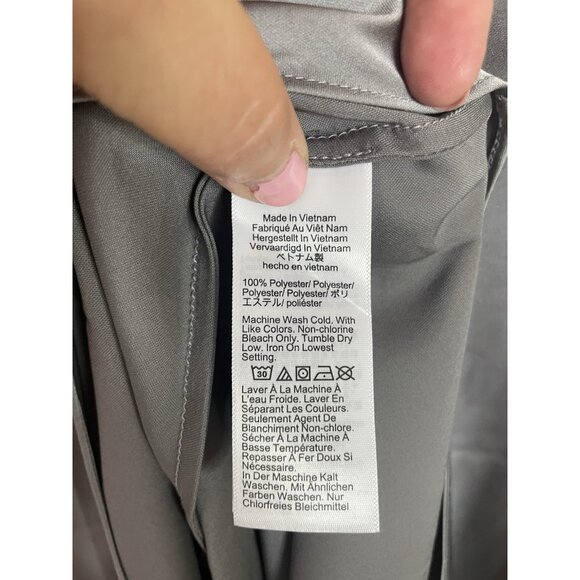 Made In Vietnam
Fabriqué Au Viêt Nam
Hergestellt In Vietnam
Vervaardigd In Vietnam
ベトナム製
hecho en vietnam
100% Polyester/ Polyester/
Polyester/ Polyester/ ポリ
エステル/ poliéster
Machine Wash Cold. With
Like Colors. Non-chlorine
Bleach Only. Tumble Dry
Low. Iron On Lowest
Setting.
30
Laver À La Machine À
L'eau Froide. Laver En
Séparant Les Couleurs.
Seulement Agent De
Blanchiment Non-chlore.
Sécher À La Machine À
Basse Température.
Repasser À Fer Doux Si
Nécessaire.
In Der Maschine Kalt
Waschen. Mit Ähnlichen
Farben Waschen. Nur
Chlorfreies Bleichmittel